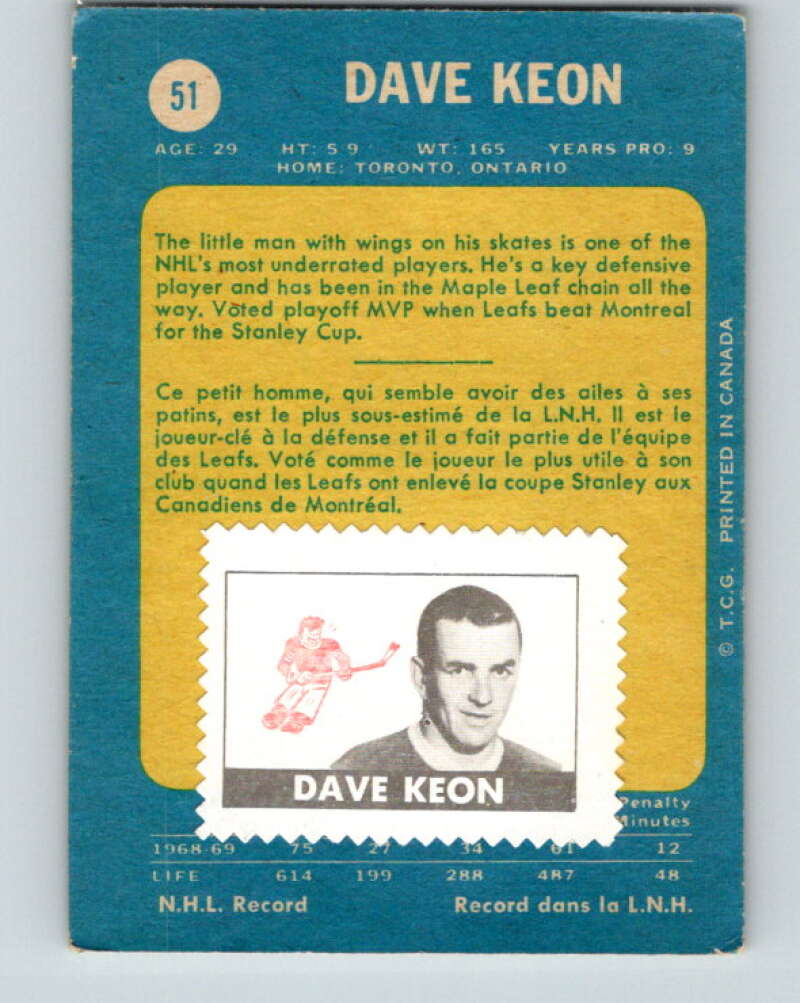 51
DAVE KEON
AGE: 29 HT: 5 9 WT: 165 YEARS PRO: 9
HOME: TORONTO, ONTARIO
The little man with wings on his skates is one of the
NHL's most underrated players. He's a key defensive
player and has been in the Maple Leaf chain all the
way. Voted playoff MVP when Leafs beat Montreal
for the Stanley Cup.
Ce petit homme, qui semble avoir des ailes à ses
patins, est le plus sous-estimé de la L.N.H. Il est le
joueur-clé à la défense et il a fait partie de l'équipe
des Leafs. Voté comme le joueur le plus utile à son
club quand les Leafs ont enlevé la coupe Stanley aux
Canadiens de Montréal.
DAVE KEON
Penalty
Minutes
1968-69 75 27 34 61 12
LIFE 614 199 288 487 48
N.H.L. Record Record dans la L.N.H.
© T.C.G. PRINTED IN CANADA